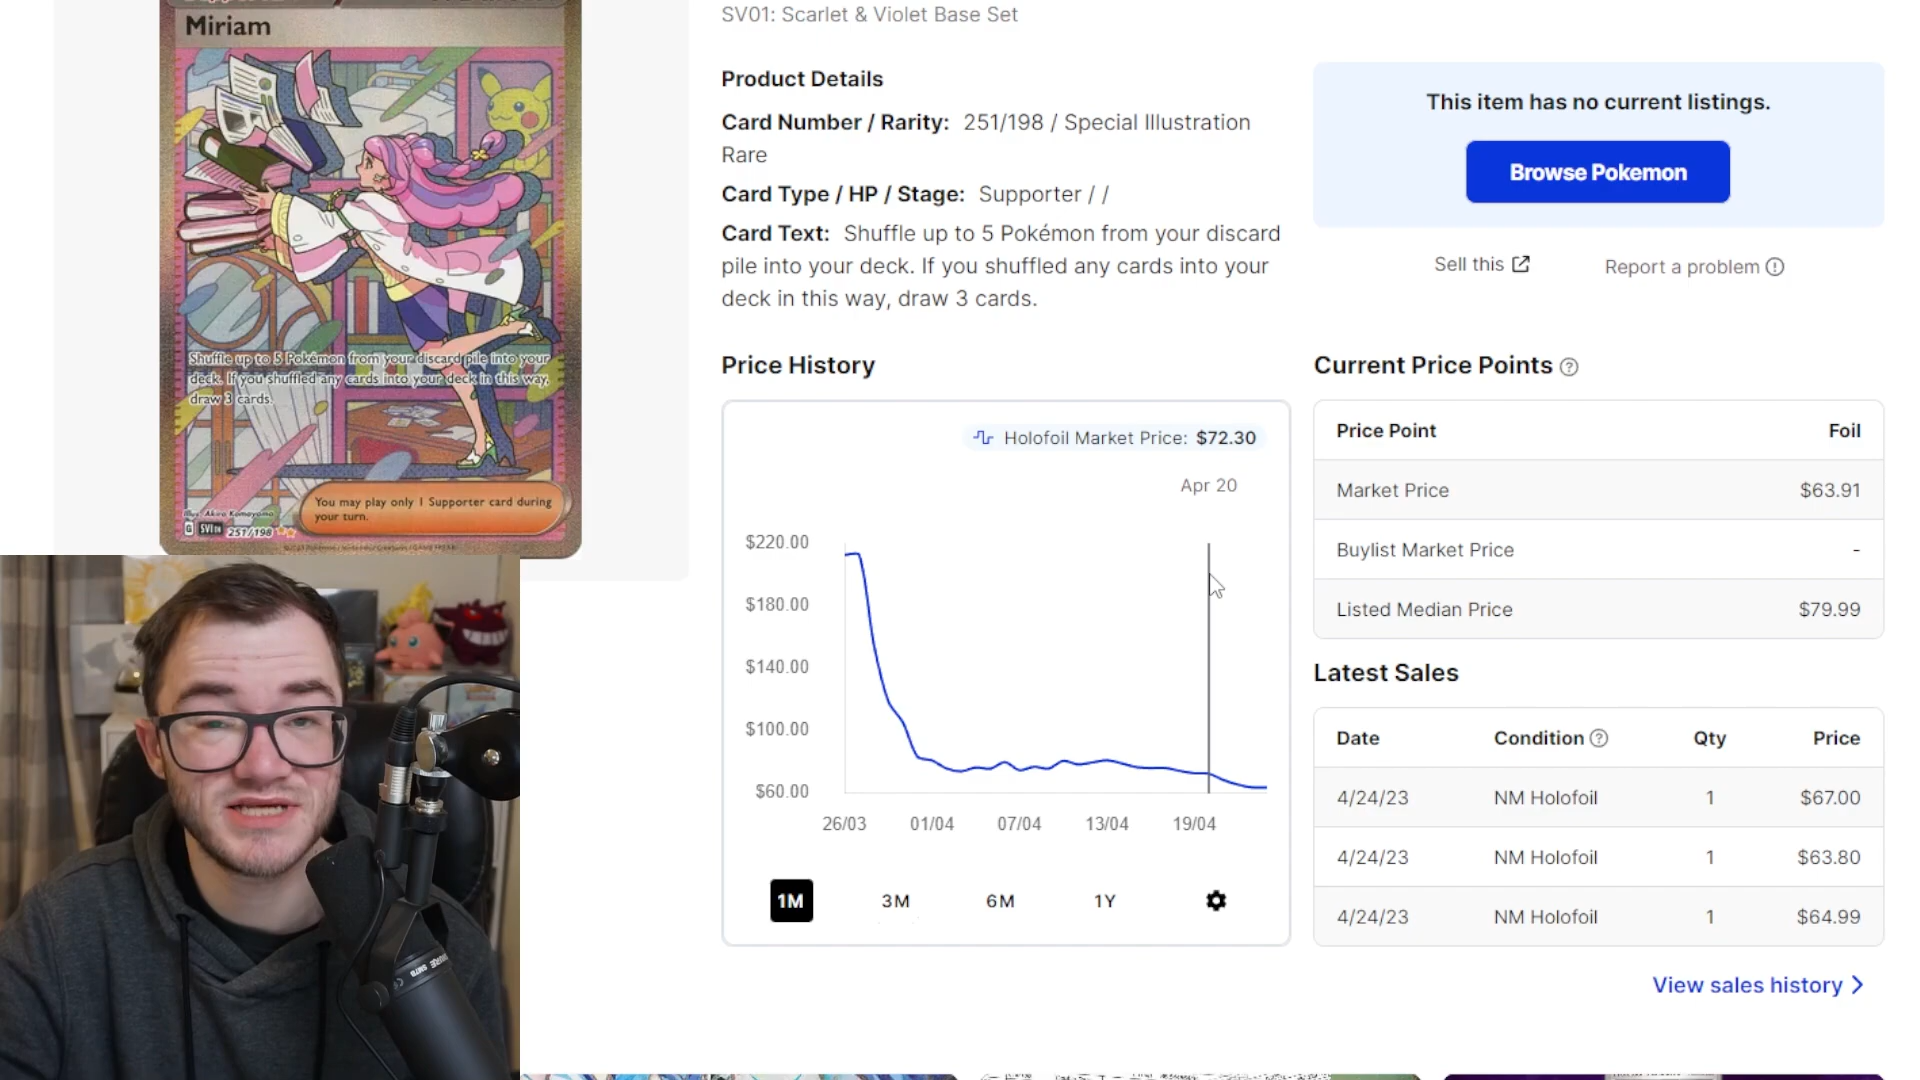 Miriam
Shuffle up to 5 Pokémon from your discard pile into your
deck. If you shuffled any cards into your deck in this way,
draw 3 cards.
You may play only 1 Supporter card during
your turn.
Illus. Akira Komayama
G SVI EN 251/198
SV01: Scarlet & Violet Base Set
Product Details
Card Number / Rarity: 251/198 / Special Illustration
Rare
Card Type / HP / Stage: Supporter / /
Card Text: Shuffle up to 5 Pokémon from your discard
pile into your deck. If you shuffled any cards into your
deck in this way, draw 3 cards.
This item has no current listings.
Browse Pokemon
Sell this
Report a problem
Price History
Holofoil Market Price: $72.30
Apr 20
$220.00
$180.00
$140.00
$100.00
$60.00
26/03 01/04 07/04 13/04 19/04
1M 3M 6M 1Y
Current Price Points ?
Price Point Foil
Market Price $63.91
Buylist Market Price -
Listed Median Price $79.99
Latest Sales
Date Condition ? Qty Price
4/24/23 NM Holofoil 1 $67.00
4/24/23 NM Holofoil 1 $63.80
4/24/23 NM Holofoil 1 $64.99
View sales history
SHURE SM7B